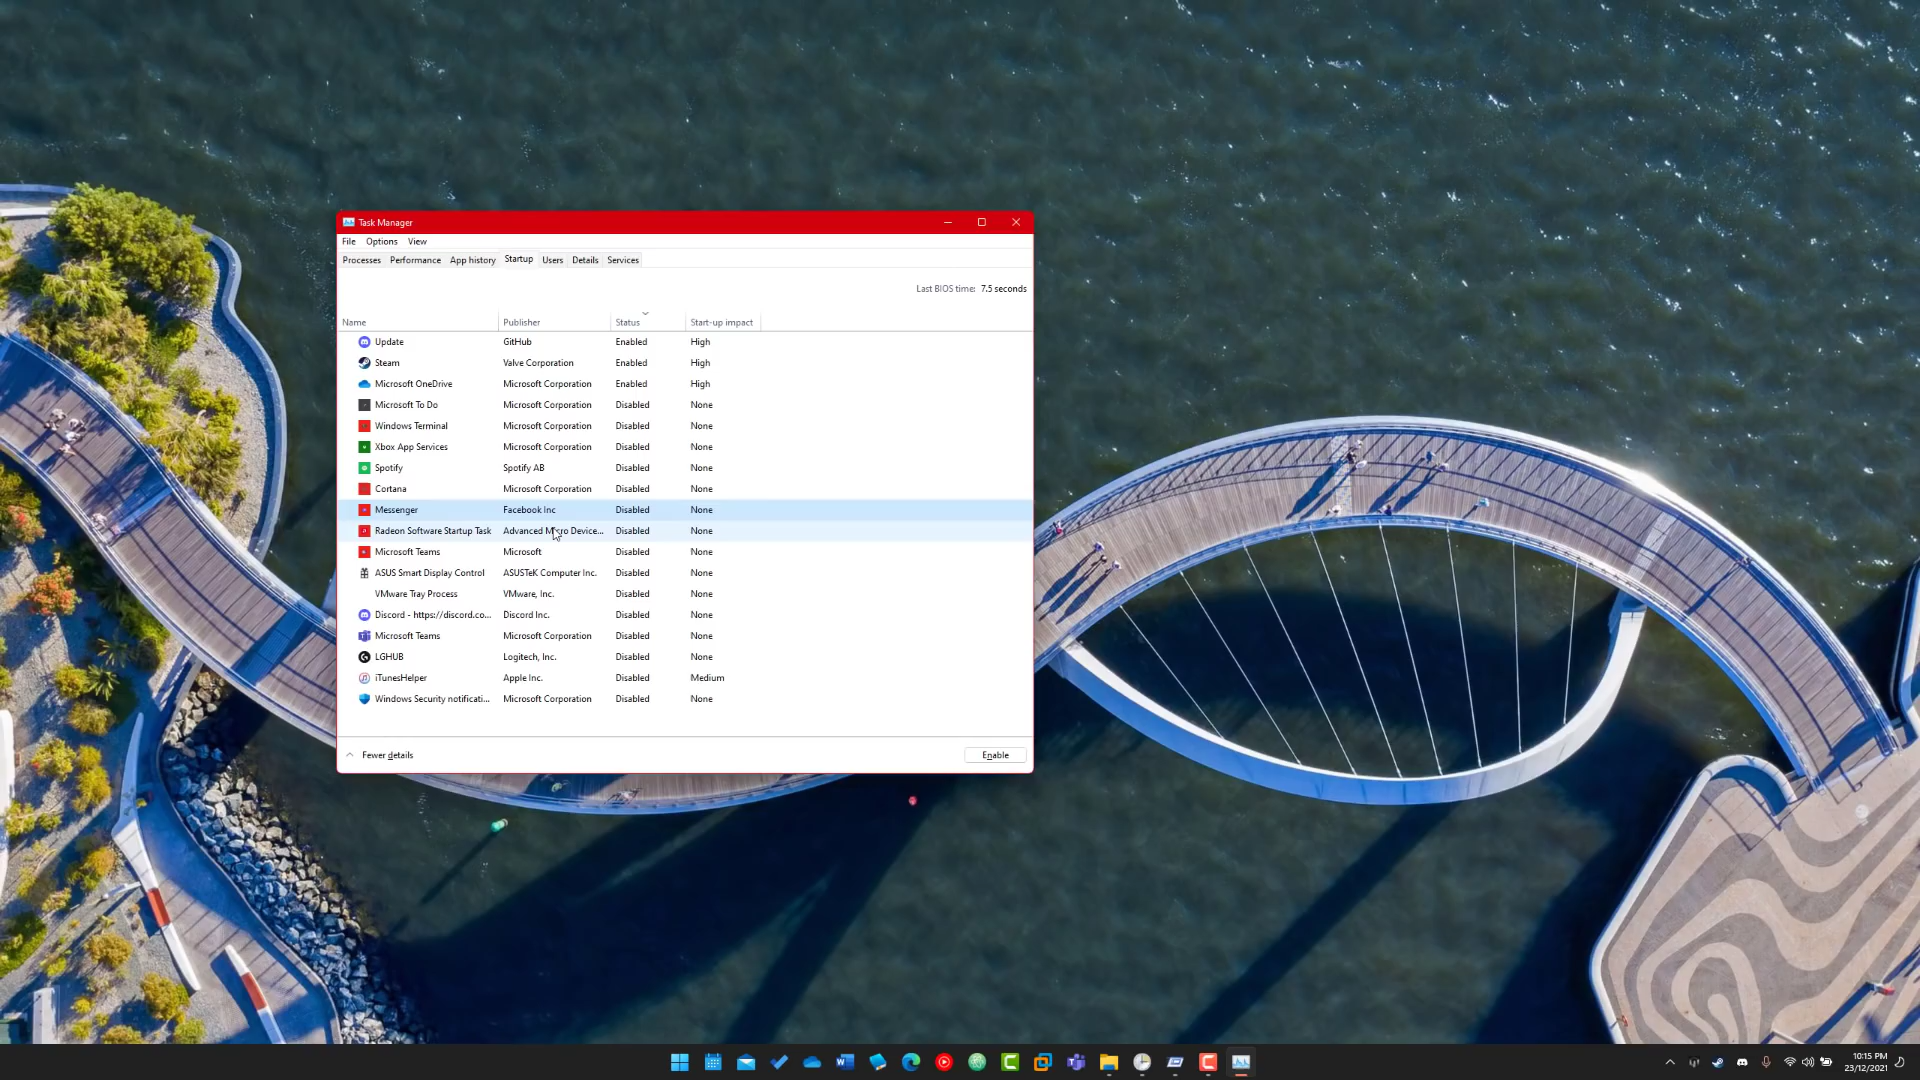 Task Manager
File Options View
Processes Performance App history Startup Users Details Services
Last BIOS time: 7.5 seconds
Name Publisher Status Start-up impact
Update GitHub Enabled High
Steam Valve Corporation Enabled High
Microsoft OneDrive Microsoft Corporation Enabled High
Microsoft To Do Microsoft Corporation Disabled None
Windows Terminal Microsoft Corporation Disabled None
Xbox App Services Microsoft Corporation Disabled None
Spotify Spotify AB Disabled None
Cortana Microsoft Corporation Disabled None
Messenger Facebook Inc Disabled None
Radeon Software Startup Task Advanced Micro Device... Disabled None
Microsoft Teams Microsoft Disabled None
ASUS Smart Display Control ASUSTeK Computer Inc. Disabled None
VMware Tray Process VMware, Inc. Disabled None
Discord - https://discord.co... Discord Inc. Disabled None
Microsoft Teams Microsoft Corporation Disabled None
LGHUB Logitech, Inc. Disabled None
iTunesHelper Apple Inc. Disabled Medium
Windows Security notificati... Microsoft Corporation Disabled None
Fewer details Enable
10:15 PM
23/12/2021